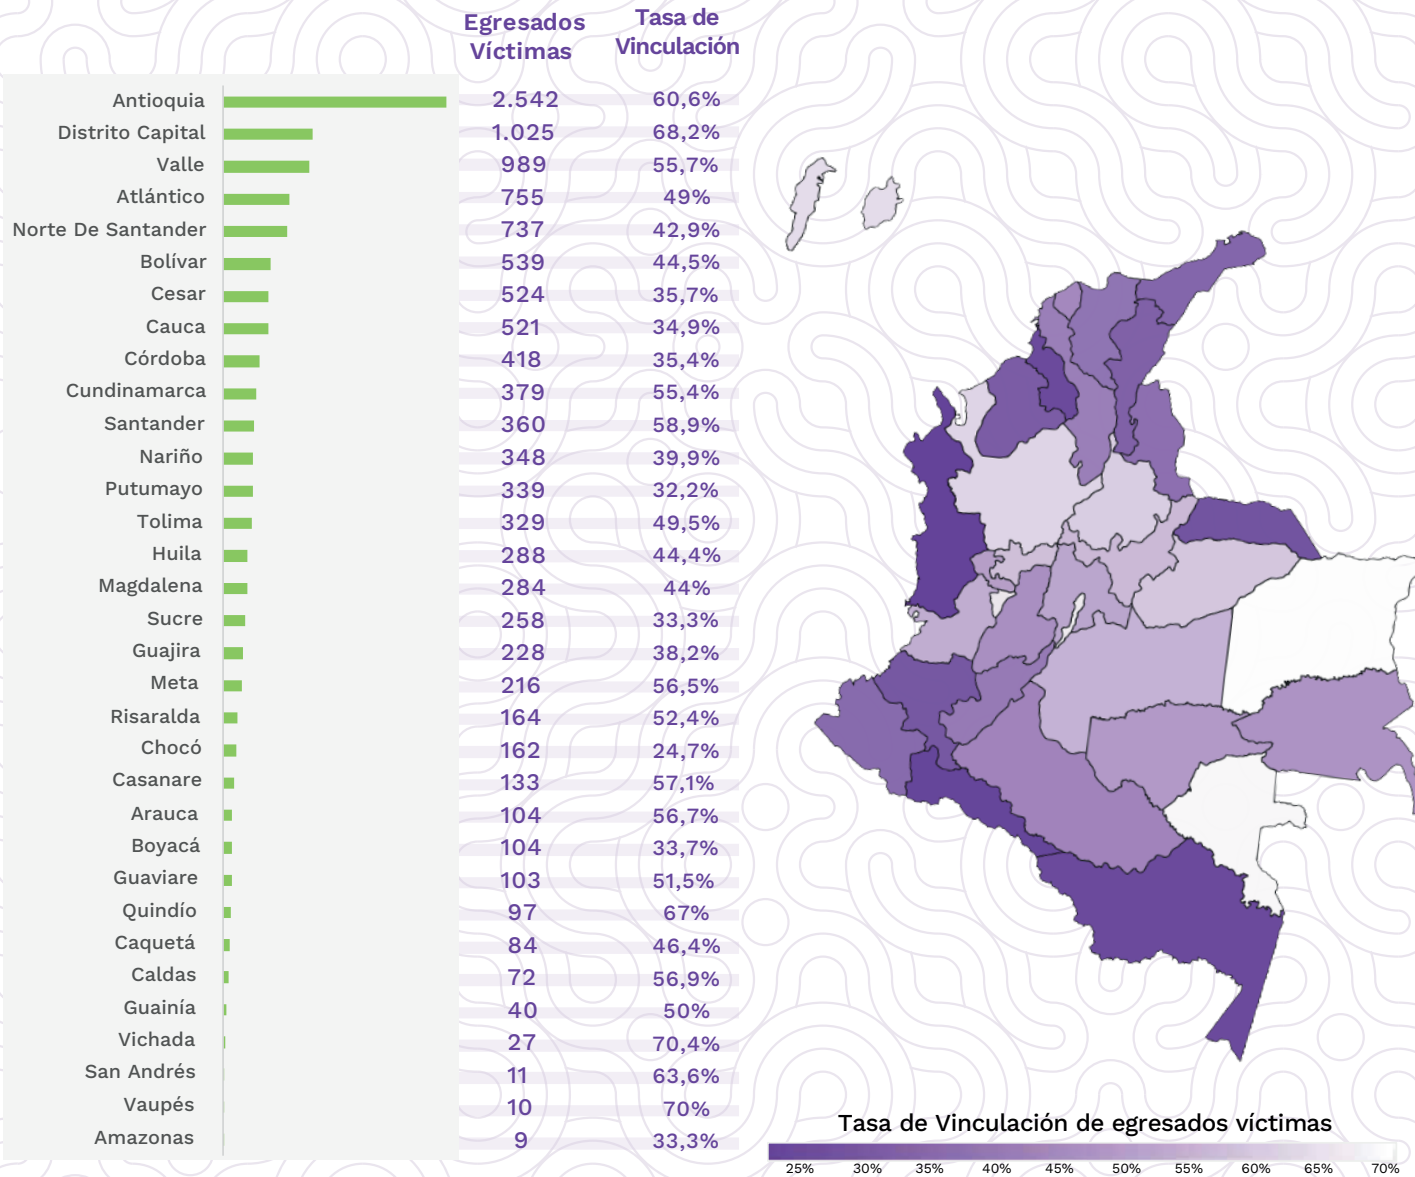 Egresados
Víctimas
Tasa de
Vinculación
Antioquia 2.542 60,6%
Distrito Capital 1.025 68,2%
Valle 989 55,7%
Atlántico 755 49%
Norte De Santander 737 42,9%
Bolívar 539 44,5%
Cesar 524 35,7%
Cauca 521 34,9%
Córdoba 418 35,4%
Cundinamarca 379 55,4%
Santander 360 58,9%
Nariño 348 39,9%
Putumayo 339 32,2%
Tolima 329 49,5%
Huila 288 44,4%
Magdalena 284 44%
Sucre 258 33,3%
Guajira 228 38,2%
Meta 216 56,5%
Risaralda 164 52,4%
Chocó 162 24,7%
Casanare 133 57,1%
Arauca 104 56,7%
Boyacá 104 33,7%
Guaviare 103 51,5%
Quindío 97 67%
Caquetá 84 46,4%
Caldas 72 56,9%
Guainía 40 50%
Vichada 27 70,4%
San Andrés 11 63,6%
Vaupés 10 70%
Amazonas 9 33,3%
Tasa de Vinculación de egresados víctimas
25% 30% 35% 40% 45% 50% 55% 60% 65% 70%